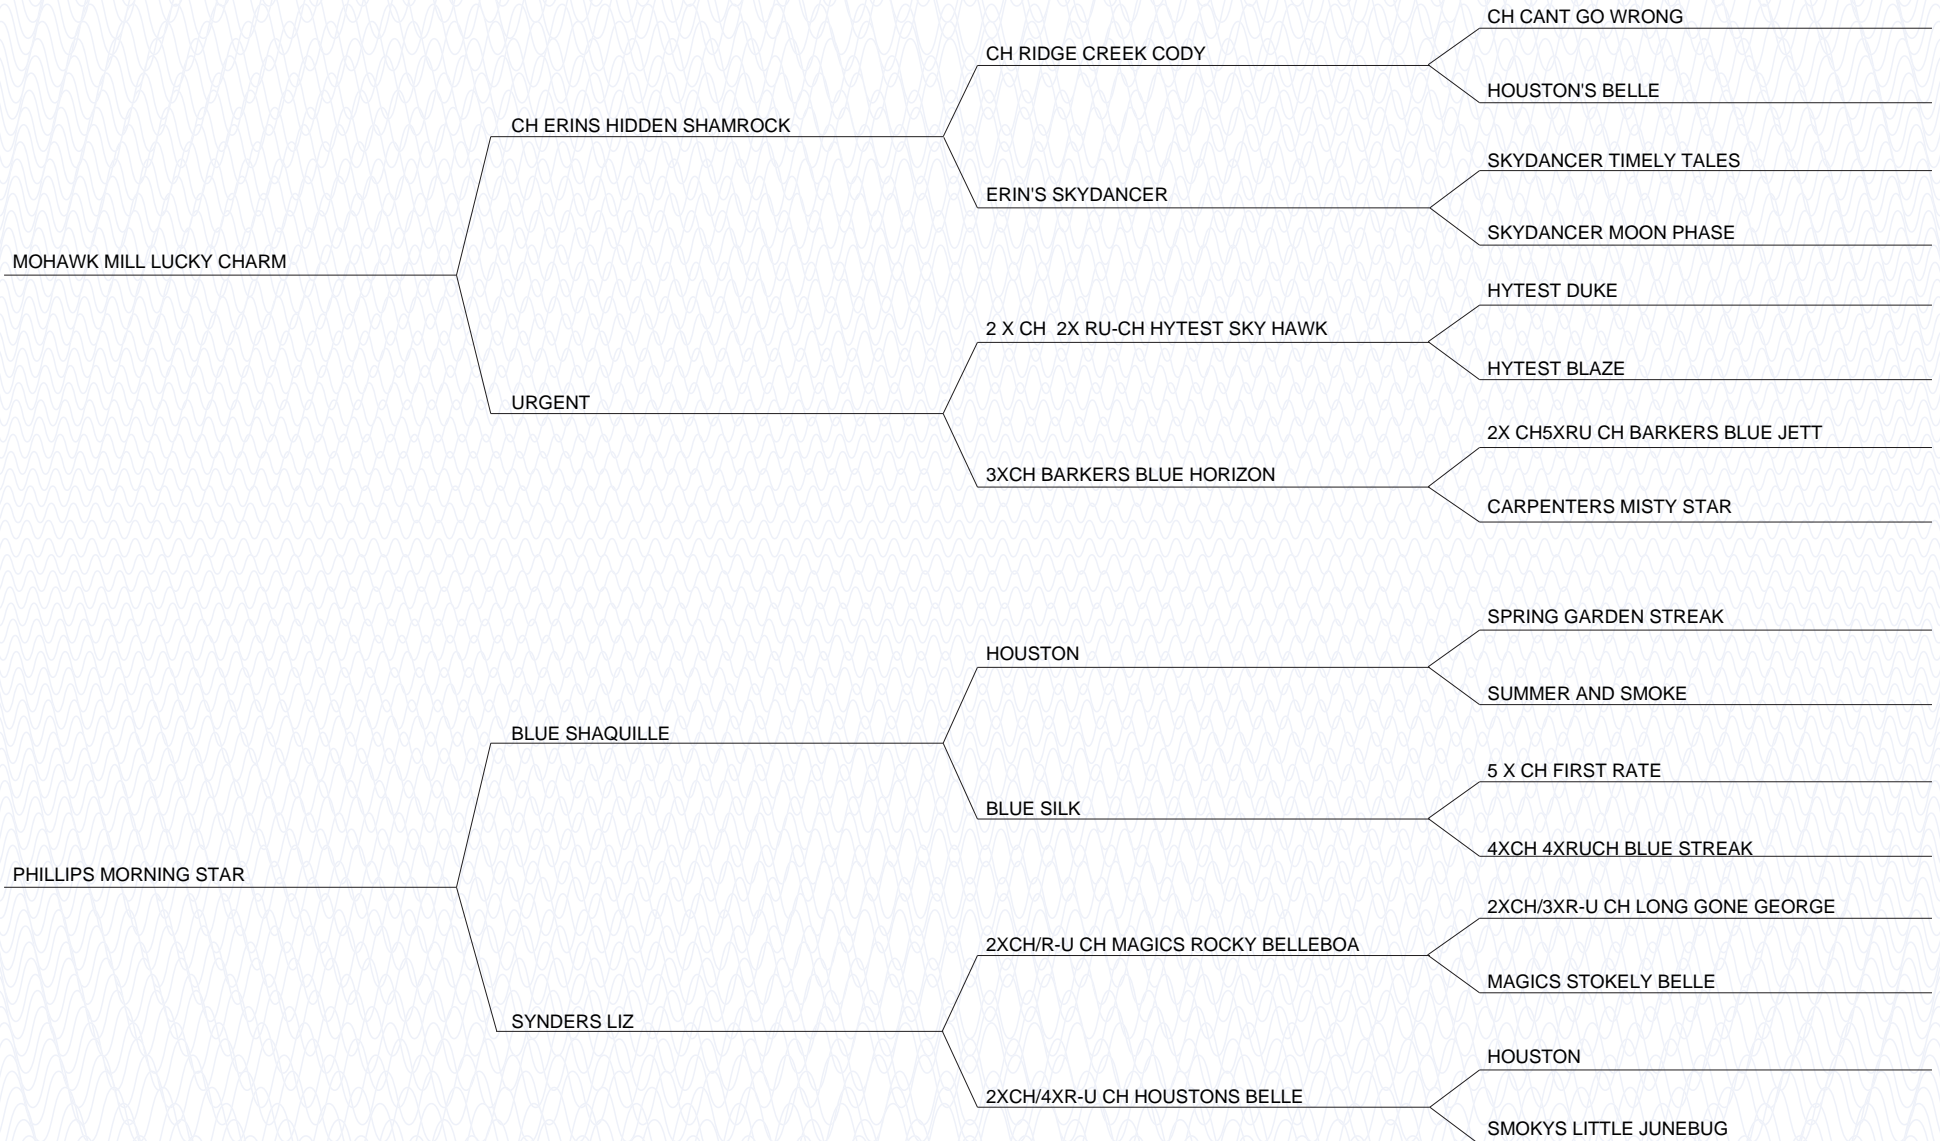 CH CANT GO WRONG
CH RIDGE CREEK CODY
HOUSTON'S BELLE
CH ERINS HIDDEN SHAMROCK
SKYDANCER TIMELY TALES
ERIN'S SKYDANCER
SKYDANCER MOON PHASE
MOHAWK MILL LUCKY CHARM
HYTEST DUKE
2 X CH  2X RU-CH HYTEST SKY HAWK
HYTEST BLAZE
URGENT
2X CH5XRU CH BARKERS BLUE JETT
3XCH BARKERS BLUE HORIZON
CARPENTERS MISTY STAR
SPRING GARDEN STREAK
HOUSTON
SUMMER AND SMOKE
BLUE SHAQUILLE
5 X CH FIRST RATE
BLUE SILK
4XCH 4XRUCH BLUE STREAK
PHILLIPS MORNING STAR
2XCH/3XR-U CH LONG GONE GEORGE
2XCH/R-U CH MAGICS ROCKY BELLEBOA
MAGICS STOKELY BELLE
SYNDERS LIZ
HOUSTON
2XCH/4XR-U CH HOUSTONS BELLE
SMOKYS LITTLE JUNEBUG